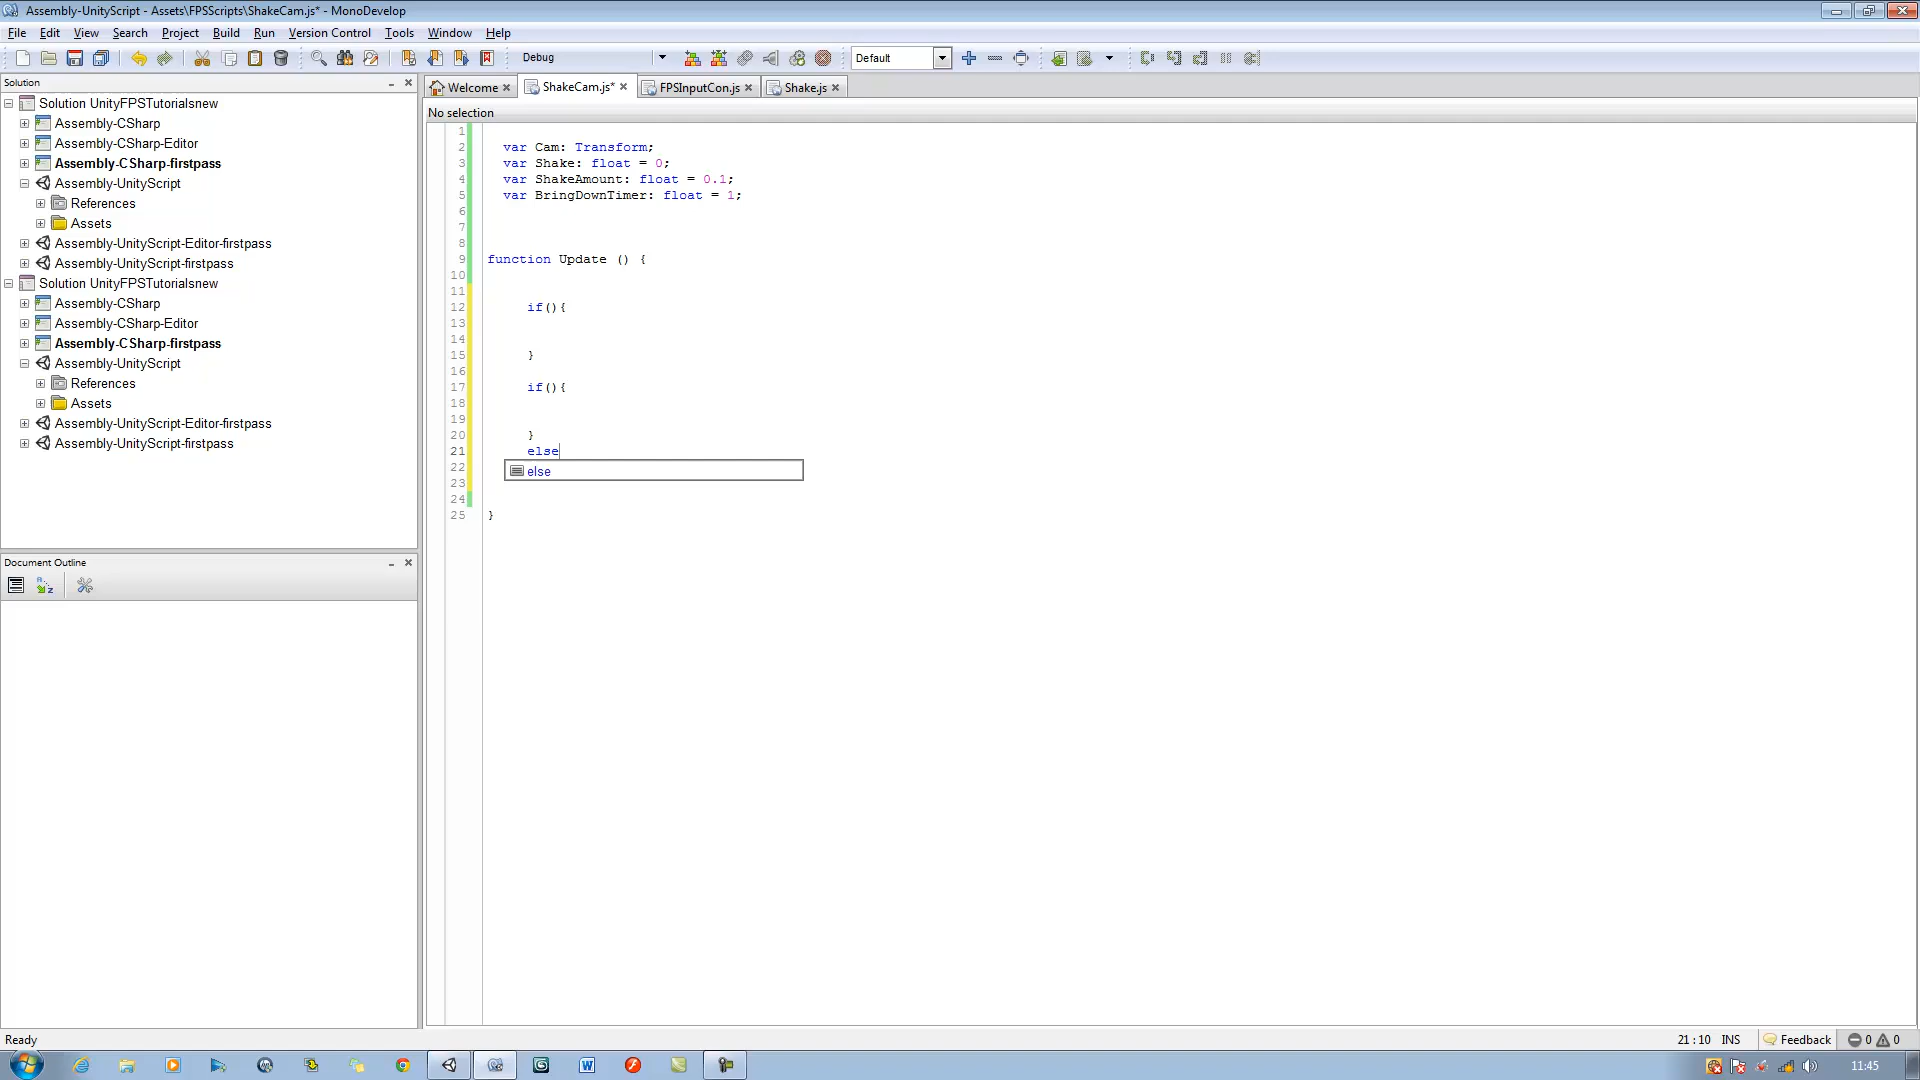 Assembly-UnityScript - Assets\FPSScripts\ShakeCam.js* - MonoDevelop
File Edit View Search Project Build Run Version Control Tools Window Help
Debug Default
Solution
Solution UnityFPSTutorialsnew
Assembly-CSharp
Assembly-CSharp-Editor
Assembly-CSharp-firstpass
Assembly-UnityScript
References
Assets
Assembly-UnityScript-Editor-firstpass
Assembly-UnityScript-firstpass
Solution UnityFPSTutorialsnew
Assembly-CSharp
Assembly-CSharp-Editor
Assembly-CSharp-firstpass
Assembly-UnityScript
References
Assets
Assembly-UnityScript-Editor-firstpass
Assembly-UnityScript-firstpass
Document Outline
Welcome ShakeCam.js* FPSInputCon.js Shake.js
No selection
1
2 var Cam: Transform;
3 var Shake: float = 0;
4 var ShakeAmount: float = 0.1;
5 var BringDownTimer: float = 1;
6
7
8
9 function Update () {
10
11
12 if(){
13
14
15 }
16
17 if(){
18
19
20 }
21 else
22 else
23
24
25 }
Ready 21 : 10 INS Feedback 0 0
11:45